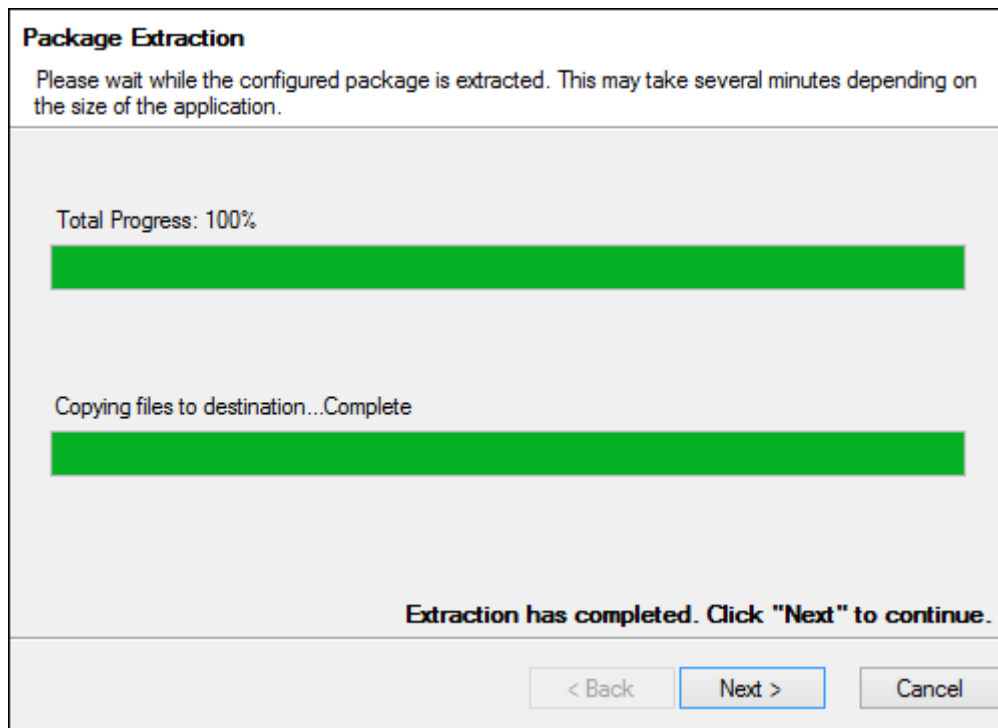 Package Extraction
Please wait while the configured package is extracted. This may take several minutes depending on
the size of the application.
Total Progress: 100%
Copying files to destination...Complete
Extraction has completed. Click "Next" to continue.
< Back Next > Cancel